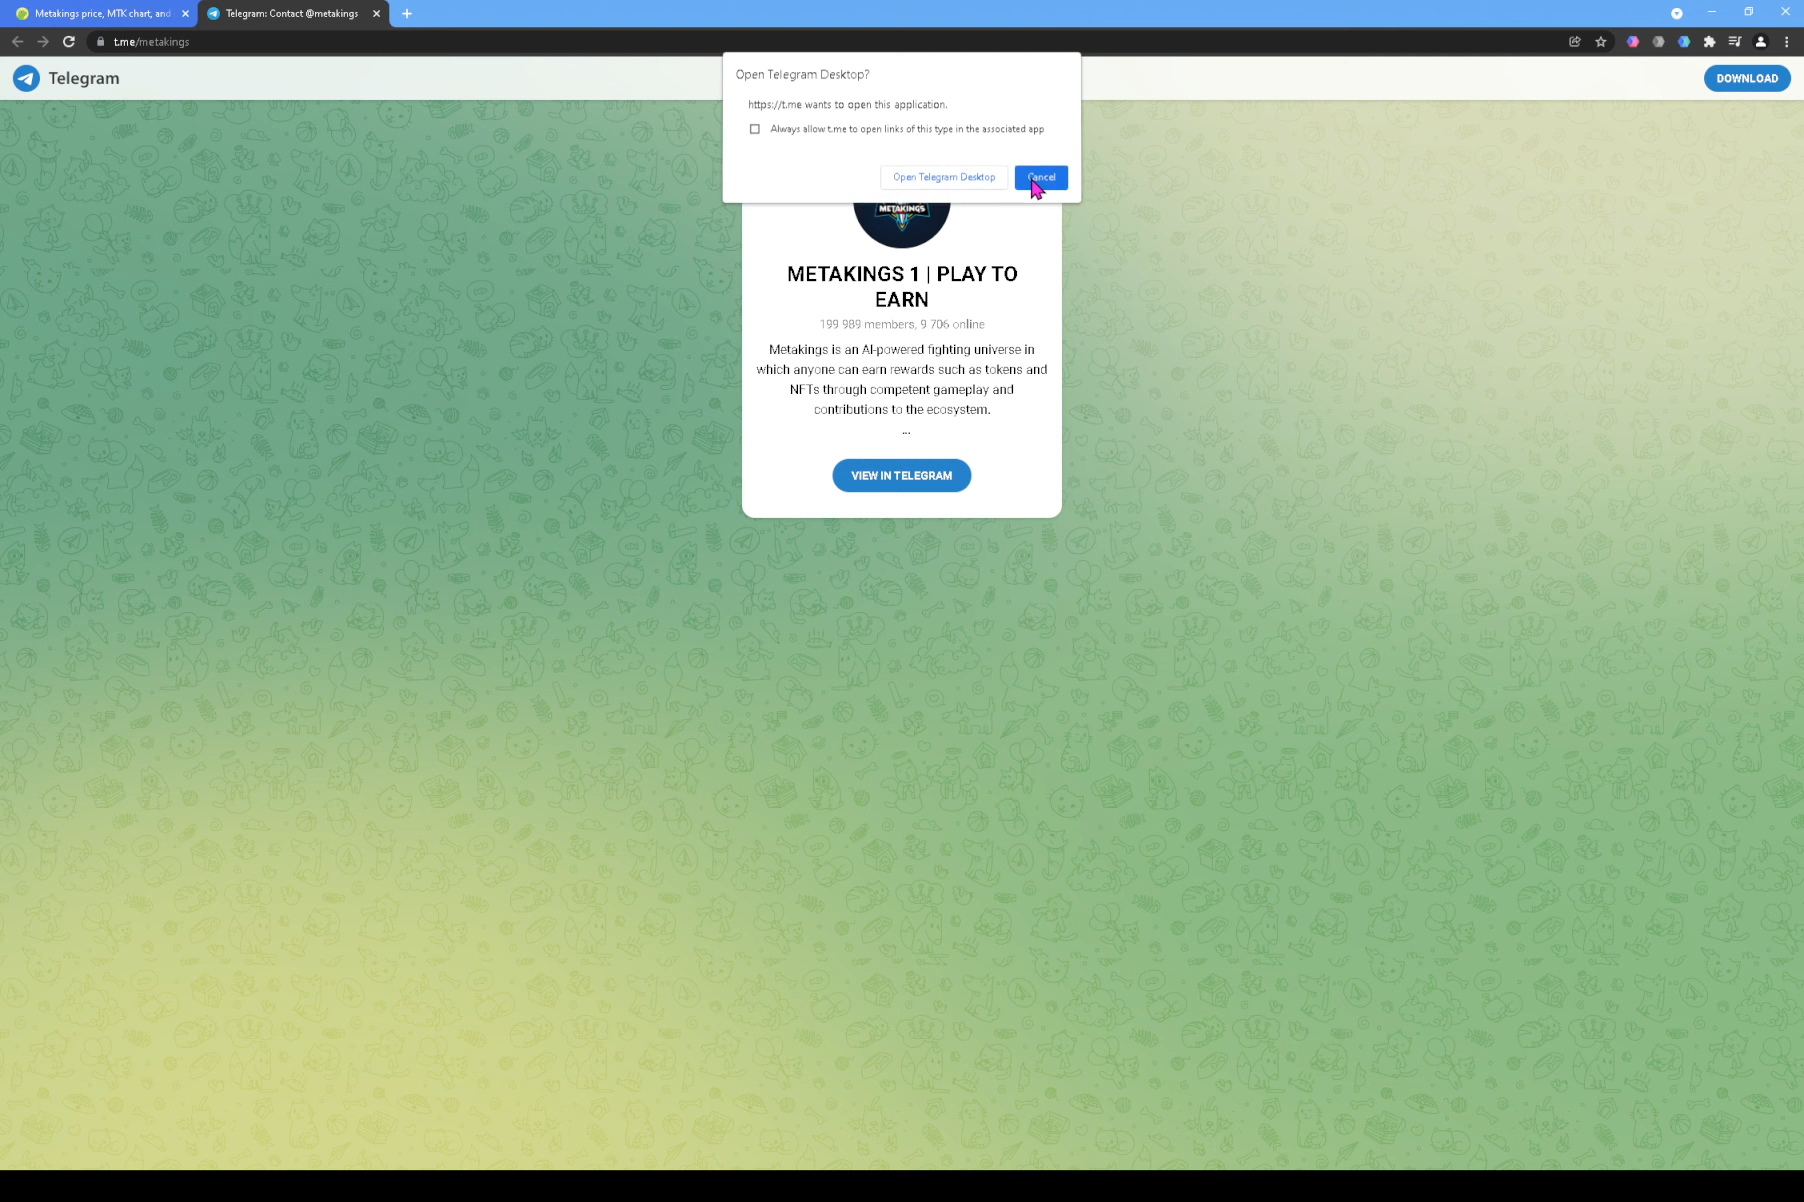 Metakings price, MTK chart, and
Telegram: Contact @metakings
t.me/metakings
Telegram
DOWNLOAD
Open Telegram Desktop?
https://t.me wants to open this application.
Always allow t.me to open links of this type in the associated app
Open Telegram Desktop
Cancel
METAKINGS
METAKINGS 1 | PLAY TO
EARN
199 989 members, 9 706 online
Metakings is an AI-powered fighting universe in
which anyone can earn rewards such as tokens and
NFTs through competent gameplay and
contributions to the ecosystem.
...
VIEW IN TELEGRAM